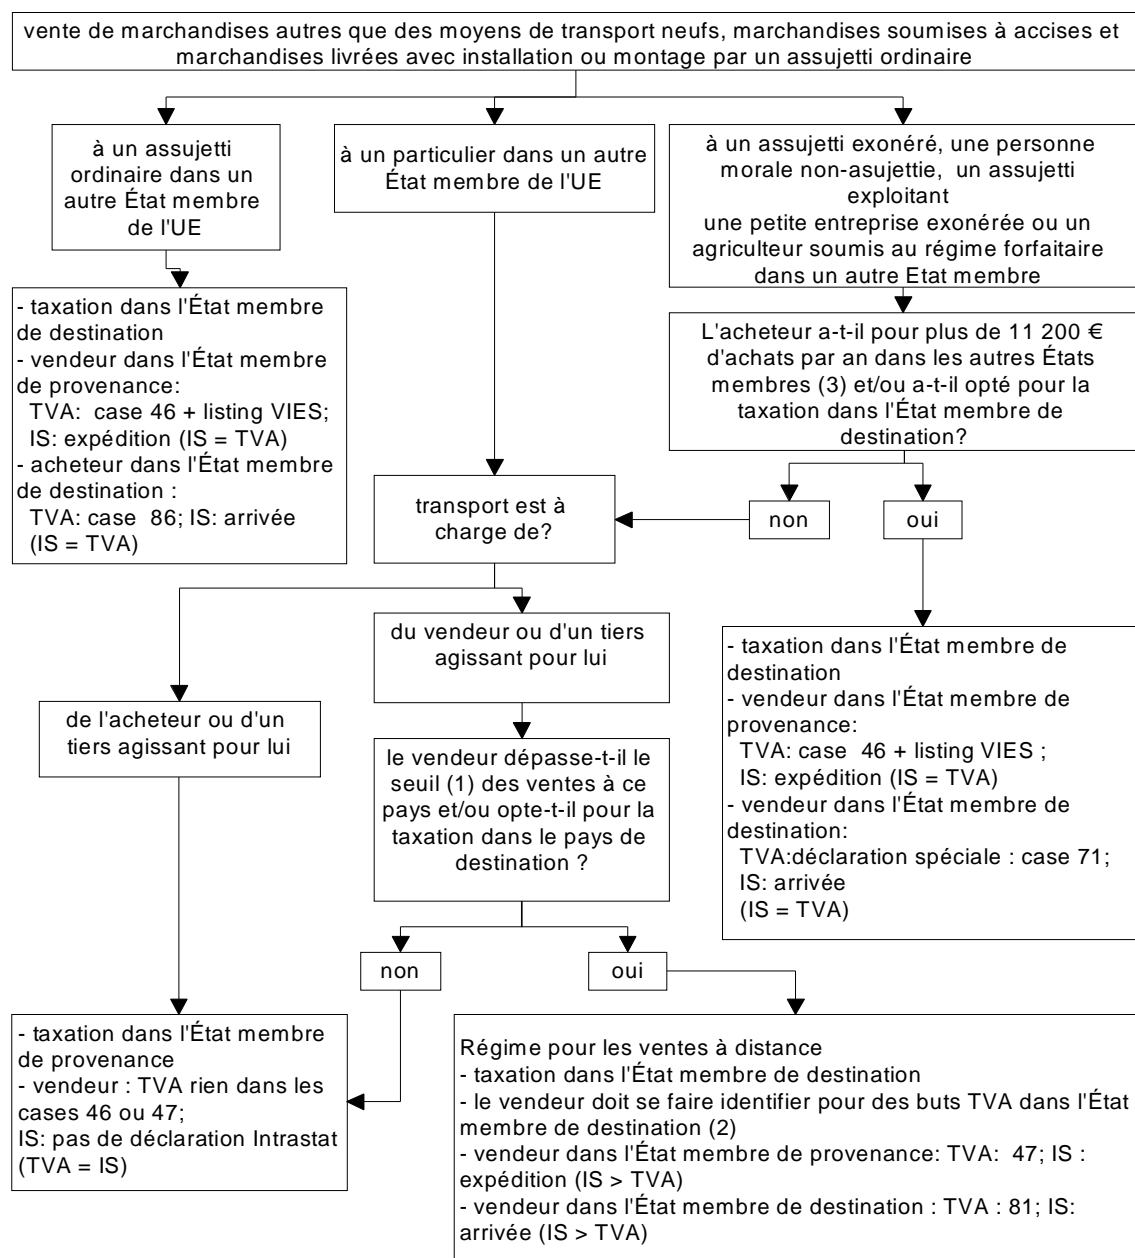 vente de marchandises autres que des moyens de transport neufs, marchandises soumises à accises et
marchandises livrées avec installation ou montage par un assujetti ordinaire
à un assujetti
ordinaire dans un
autre État membre
de l'UE
à un particulier dans un autre
État membre de l'UE
à un assujetti exonéré, une personne
morale non-asujettie, un assujetti
exploitant
une petite entreprise exonérée ou un
agriculteur soumis au régime forfaitaire
dans un autre Etat membre
- taxation dans l'État membre
de destination
- vendeur dans l'État membre
de provenance:
TVA: case 46 + listing VIES;
IS: expédition (IS = TVA)
- acheteur dans l'État membre
de destination :
TVA: case 86; IS: arrivée
(IS = TVA)
L'acheteur a-t-il pour plus de 11 200 €
d'achats par an dans les autres États
membres (3) et/ou a-t-il opté pour la
taxation dans l'État membre de
destination?
transport est à
charge de?
non
oui
du vendeur ou d'un tiers
agissant pour lui
de l'acheteur ou d'un
tiers agissant pour lui
- taxation dans l'État membre de
destination
- vendeur dans l'État membre de
provenance:
TVA: case 46 + listing VIES ;
IS: expédition (IS = TVA)
- vendeur dans l'État membre de
destination:
TVA:déclaration spéciale : case 71;
IS: arrivée
(IS = TVA)
le vendeur dépasse-t-il le
seuil (1) des ventes à ce
pays et/ou opte-t-il pour la
taxation dans le pays de
destination ?
non
oui
- taxation dans l'État membre
de provenance
- vendeur : TVA rien dans les
cases 46 ou 47;
IS: pas de déclaration Intrastat
(TVA = IS)
Régime pour les ventes à distance
- taxation dans l'État membre de destination
- le vendeur doit se faire identifier pour des buts TVA dans l'État
membre de destination (2)
- vendeur dans l'État membre de provenance: TVA: 47; IS :
expédition (IS > TVA)
- vendeur dans l'État membre de destination : TVA : 81; IS:
arrivée (IS > TVA)